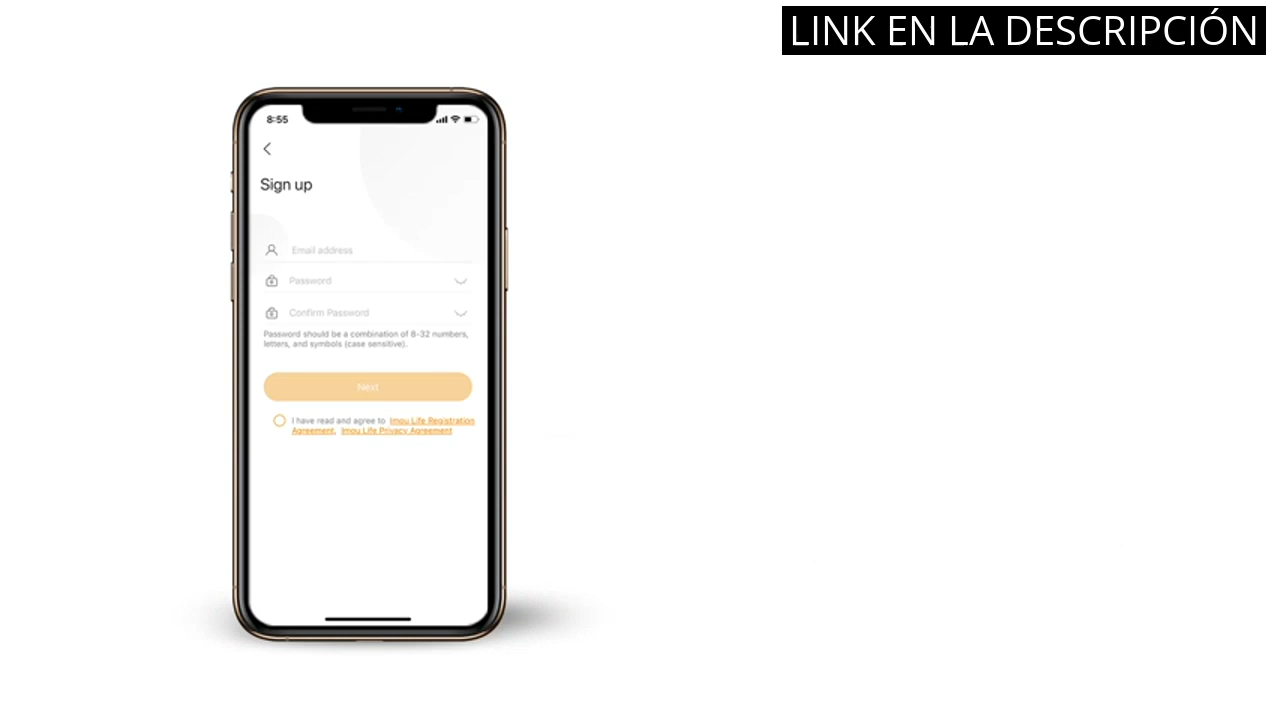 LINK EN LA DESCRIPCIÓN
8:55
Sign up
Email address
Password
Confirm Password
Password should be a combination of 8-32 numbers,
letters, and symbols (case sensitive).
Next
I have read and agree to Imou Life Registration
Agreement, Imou Life Privacy Agreement